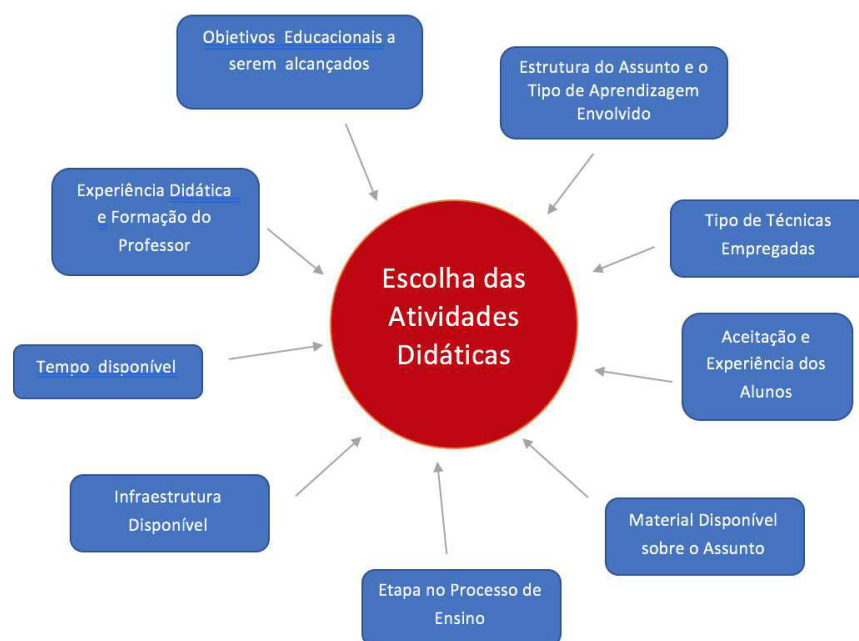 Objetivos Educacionais a
serem alcançados
Estrutura do Assunto e o
Tipo de Aprendizagem
Envolvido
Experiência Didática
e Formação do
Professor
Tipo de Técnicas
Empregadas
Escolha das
Atividades
Didáticas
Tempo disponível
Aceitação e
Experiência dos
Alunos
Infraestrutura
Disponível
Material Disponível
sobre o Assunto
Etapa no Processo de
Ensino